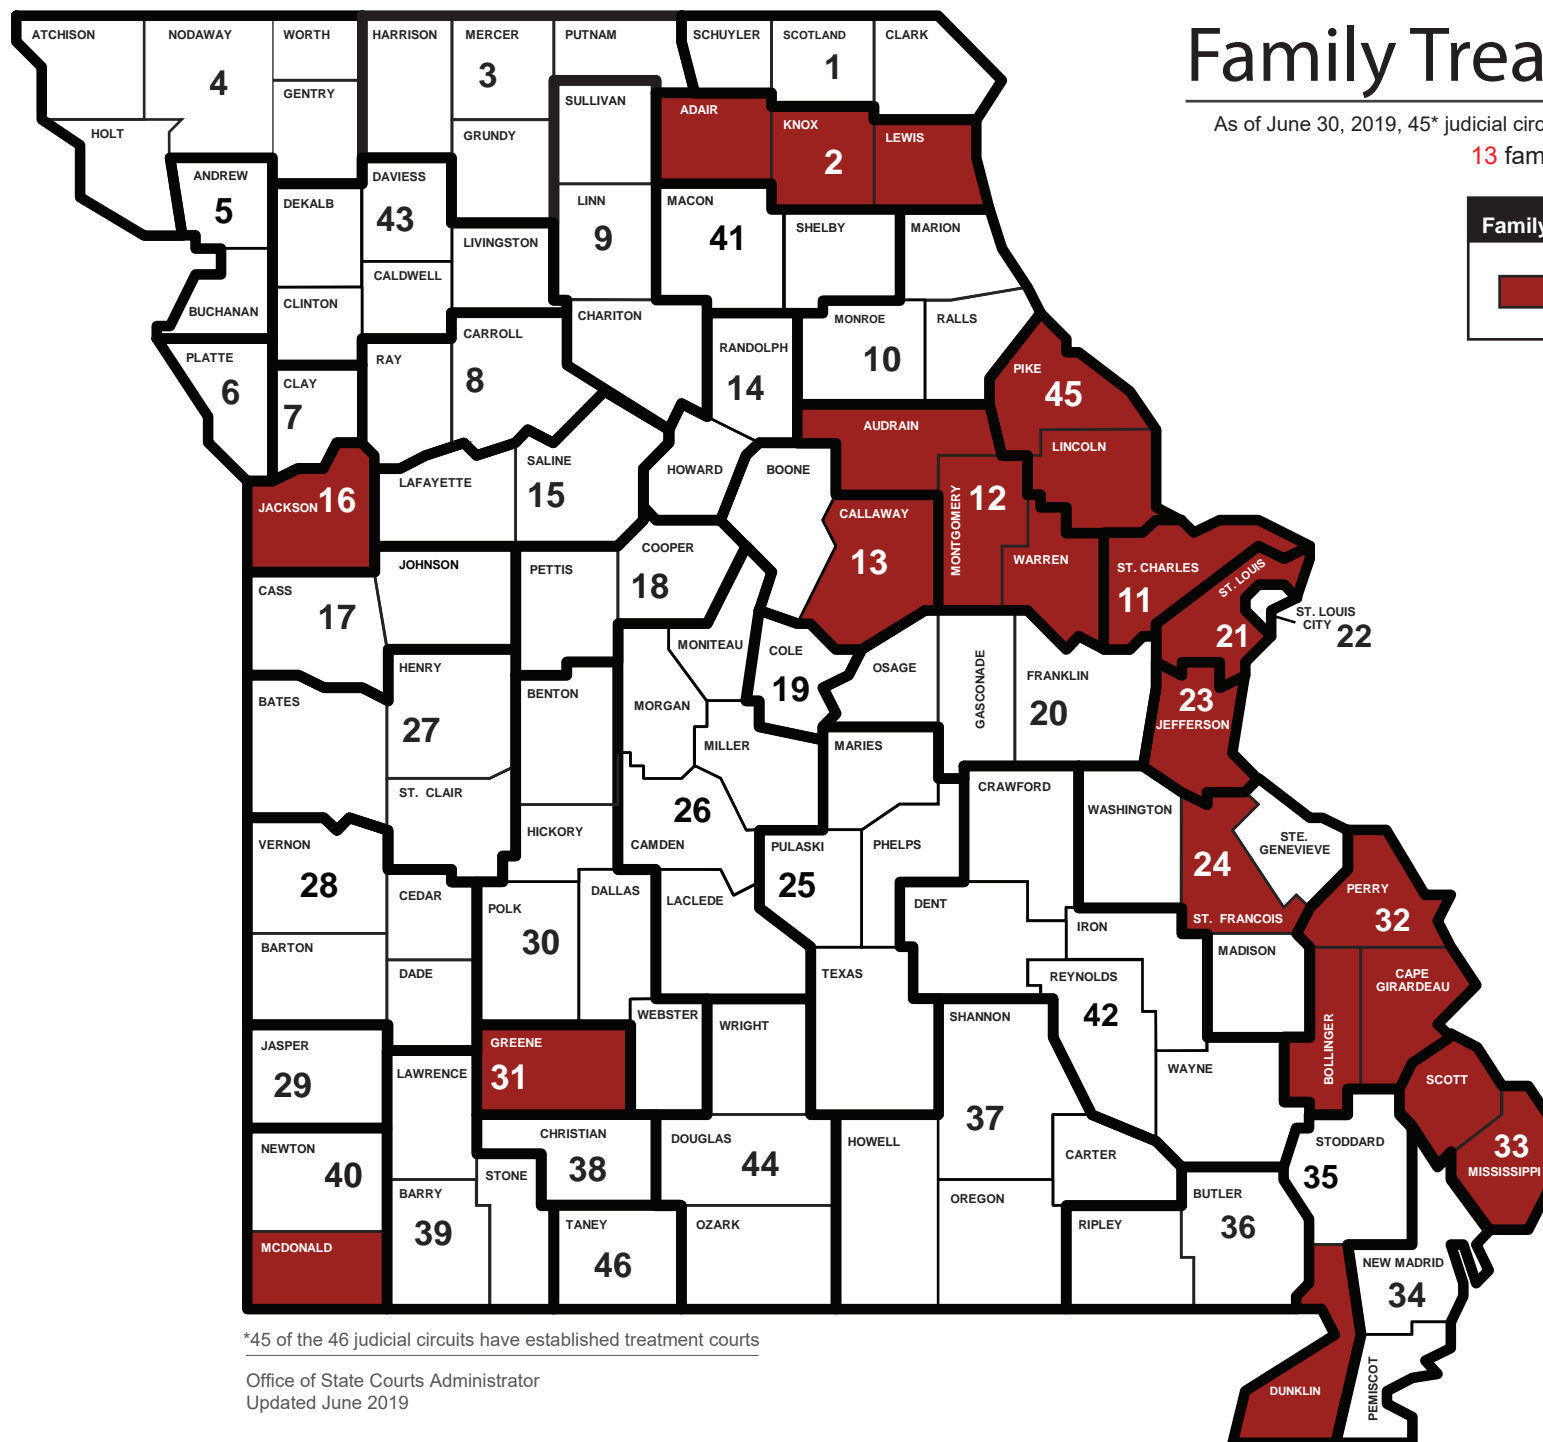 Family Trea
As of June 30, 2019, 45* judicial circ
13 fam
Family
ATCHISON
NODAWAY
4
WORTH
HARRISON
MERCER
3
PUTNAM
SCHUYLER
SCOTLAND
1
CLARK
GENTRY
HOLT
SULLIVAN
ADAIR
KNOX
2
LEWIS
GRUNDY
ANDREW
5
DEKALB
DAVIESS
43
LINN
9
MACON
41
SHELBY
MARION
LIVINGSTON
CALDWELL
BUCHANAN
CLINTON
CHARITON
MONROE
10
RALLS
CARROLL
8
RANDOLPH
14
PLATTE
6
RAY
CLAY
7
PIKE
45
AUDRAIN
LINCOLN
SALINE
15
HOWARD
BOONE
LAFAYETTE
JACKSON 16
CALLAWAY
13
MONTGOMERY
12
COOPER
18
JOHNSON
PETTIS
WARREN
ST. CHARLES
11
ST. LOUIS
21
ST. LOUIS
CITY 22
CASS
17
MONITEAU
COLE
19
OSAGE
GASCONADE
FRANKLIN
20
HENRY
27
BENTON
MORGAN
BATES
23
JEFFERSON
MILLER
MARIES
26
ST. CLAIR
CRAWFORD
WASHINGTON
HICKORY
CAMDEN
PULASKI
25
PHELPS
STE.
GENEVIEVE
VERNON
28
24
ST. FRANCOIS
PERRY
32
CEDAR
DALLAS
LACLEDE
POLK
30
DENT
IRON
BARTON
MADISON
DADE
TEXAS
REYNOLDS
42
CAPE
GIRARDEAU
WEBSTER
WRIGHT
SHANNON
37
BOLLINGER
JASPER
29
GREENE
31
LAWRENCE
WAYNE
SCOTT
CHRISTIAN
38
DOUGLAS
44
HOWELL
CARTER
STODDARD
35
33
MISSISSIPPI
NEWTON
40
STONE
BARRY
39
OREGON
BUTLER
36
TANEY
46
OZARK
RIPLEY
MCDONALD
NEW MADRID
34
DUNKLIN
PEMISCOT
*45 of the 46 judicial circuits have established treatment courts
Office of State Courts Administrator
Updated June 2019